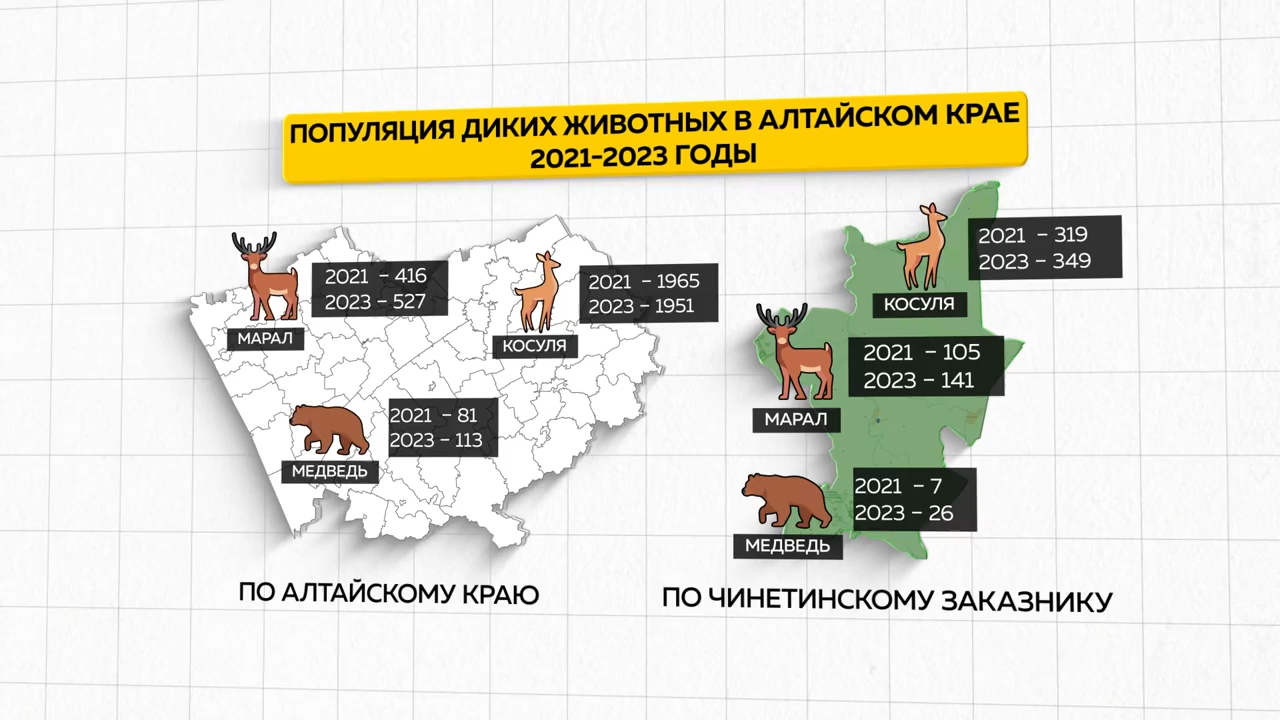 ПОПУЛЯЦИЯ ДИКИХ ЖИВОТНЫХ В АЛТАЙСКОМ КРАЕ
2021-2023 ГОДЫ
2021 – 416
2023 – 527
МАРАЛ
2021 – 1965
2023 – 1951
КОСУЛЯ
2021 – 81
2023 – 113
МЕДВЕДЬ
ПО АЛТАЙСКОМУ КРАЮ
2021 – 319
2023 – 349
КОСУЛЯ
2021 – 105
2023 – 141
МАРАЛ
2021 – 7
2023 – 26
МЕДВЕДЬ
ПО ЧИНЕТИНСКОМУ ЗАКАЗНИКУ